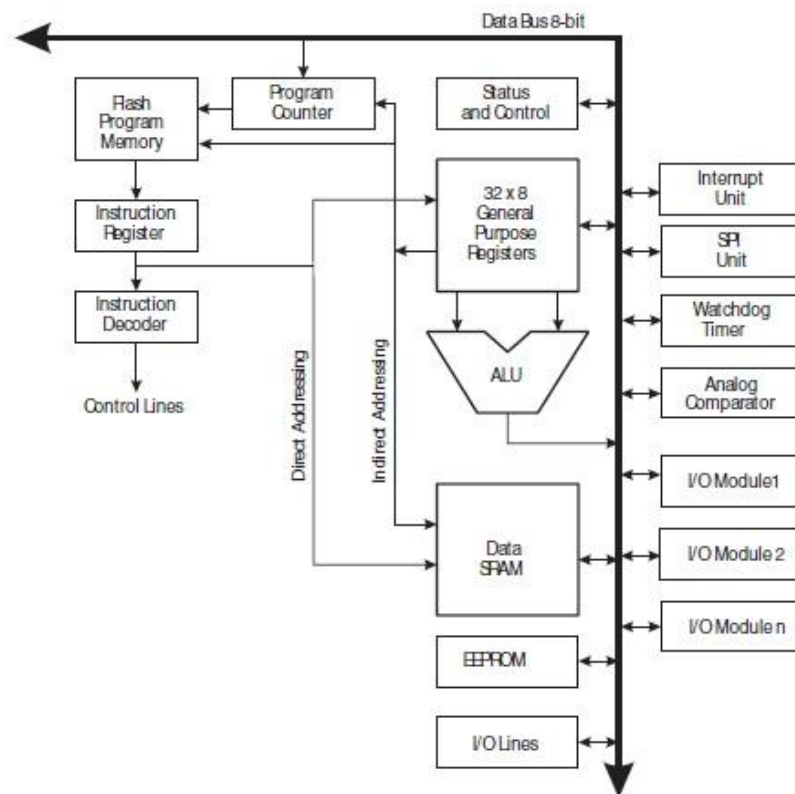 Data Bus 8-bit
Flash
Program
Memory
Program
Counter
Status
and Control
32 x 8
General
Purpose
Registers
Interrupt
Unit
Instruction
Register
SPI
Unit
Instruction
Decoder
Watchdog
Timer
ALU
Analog
Comparator
Control Lines
Direct Addressing
Indirect Addressing
I/O Module1
Data
SRAM
I/O Module 2
I/O Module n
EEPROM
I/O Lines